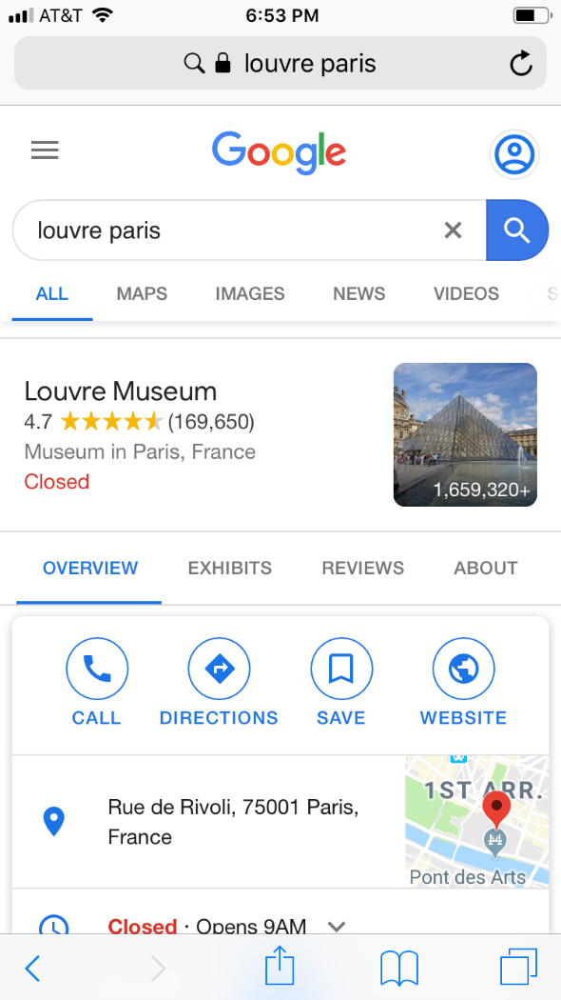 AT&T 6:53 PM
louvre paris
Google
louvre paris
ALL MAPS IMAGES NEWS VIDEOS S
Louvre Museum
4.7 (169,650)
Museum in Paris, France
Closed
1,659,320+
OVERVIEW EXHIBITS REVIEWS ABOUT
CALL DIRECTIONS SAVE WEBSITE
Rue de Rivoli, 75001 Paris,
France
1ST ARR.
Pont des Arts
Closed · Opens 9AM